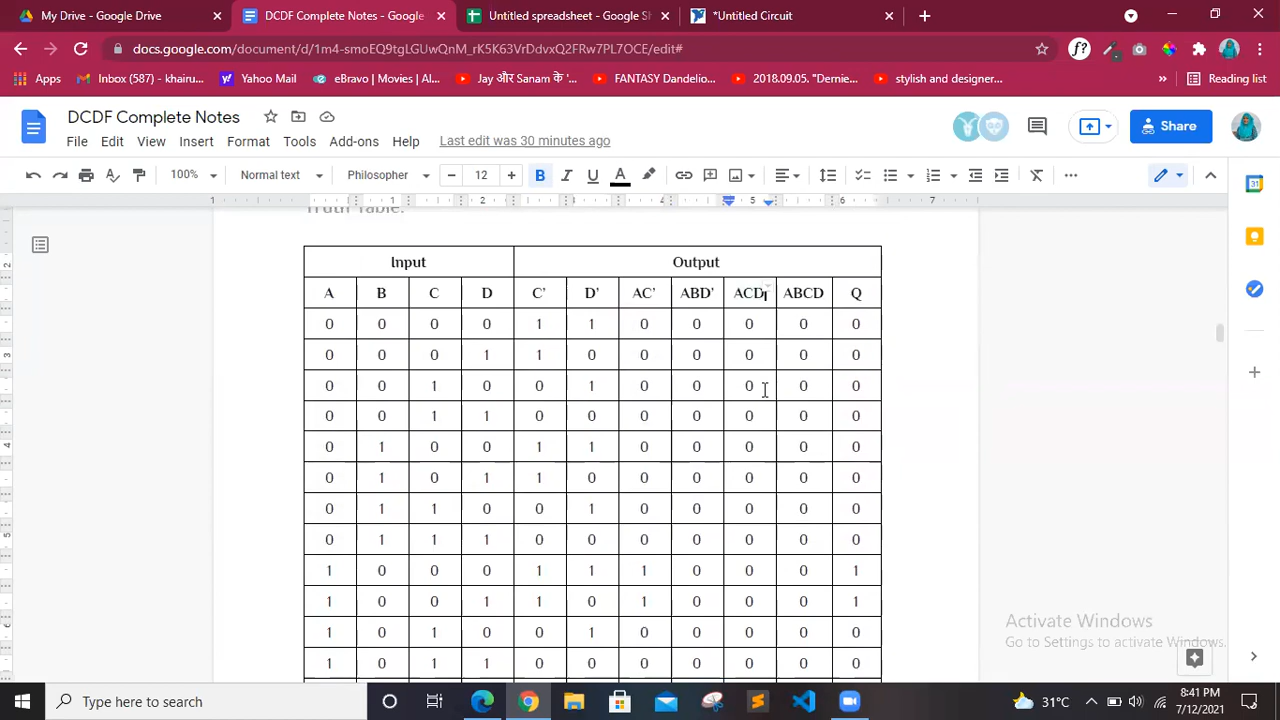 My Drive - Google Drive
DCDF Complete Notes - Google
Untitled spreadsheet - Google Sh
*Untitled Circuit
docs.google.com/document/d/1m4-smoEQ9tgLGUwQnM_rK5K63VrDdvxQ2FRw7PL7OCE/edit#
f?
Apps
Inbox (587) - khairu...
Yahoo Mail
eBravo | Movies | Al...
Jay और Sanam के '...
FANTASY Dandelio...
2018.09.05. "Dernie...
stylish and designer...
Reading list
DCDF Complete Notes
File Edit View Insert Format Tools Add-ons Help Last edit was 30 minutes ago
Share
100% Normal text Philosopher 12 B I U A
1 1 2 4 5 6 7
Truth Table:
Input Output
A B C D C' D' AC' ABD' ACD ABCD Q
0 0 0 0 1 1 0 0 0 0 0
0 0 0 1 1 0 0 0 0 0 0
0 0 1 0 0 1 0 0 0 0 0
0 0 1 1 0 0 0 0 0 0 0
0 1 0 0 1 1 0 0 0 0 0
0 1 0 1 1 0 0 0 0 0 0
0 1 1 0 0 1 0 0 0 0 0
0 1 1 1 0 0 0 0 0 0 0
1 0 0 0 1 1 1 0 0 0 1
1 0 0 1 1 0 1 0 0 0 1
1 0 1 0 0 1 0 0 0 0 0
1 0 1 1 0 0 0 0 0 0 0
Activate Windows
Go to Settings to activate Windows.
Type here to search
31°C
8:41 PM
7/12/2021